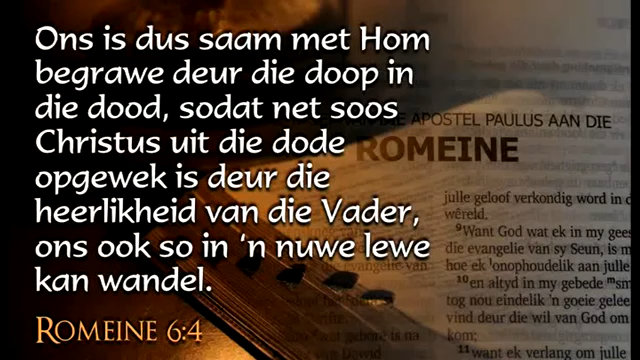 Ons is dus saam met Hom
begrawe deur die doop in
die dood, sodat net soos
Christus uit die dode
opgewek is deur die
heerlikheid van die Vader,
ons ook so in ‘n nuwe lewe
kan wandel.
ROMEINE 6:4
APOSTEL PAULUS AAN DIE
ROMEINE
julle geloof verkondig word in d
wêreld.
9Want God wat ek in my gees
die evangelie van sy Seun, is m
hoe ek 1onophoudelik aan julle
10en altyd in my gebede msm
tog nou eindelik 'n goeie gelee
vind deur die wil van God om
kom;
11want ek verlang om julle